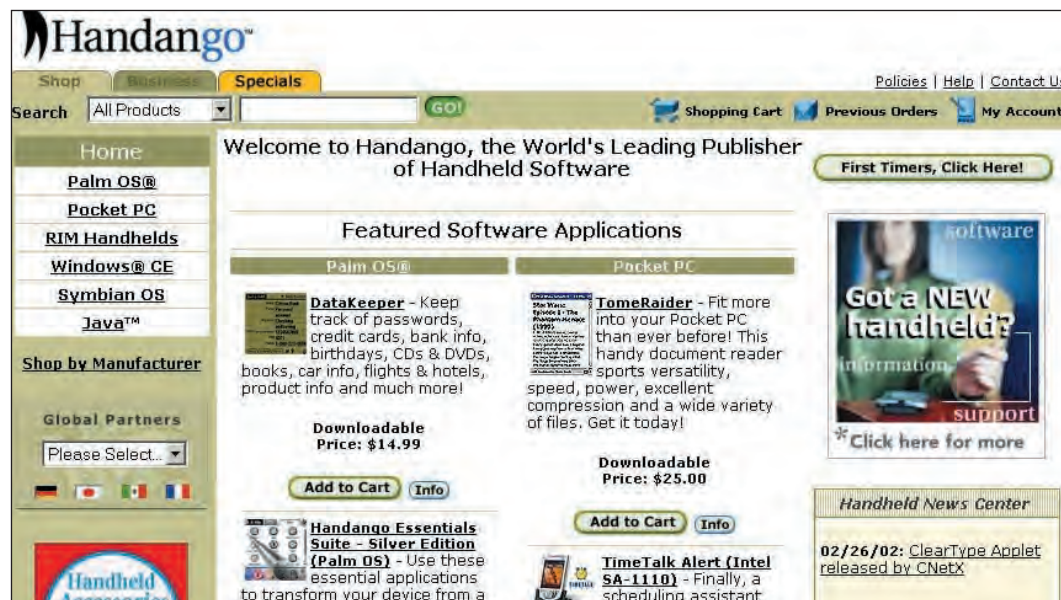 Handango™
Shop Business Specials
Policies | Help | Contact Us
Search All Products GO!
Shopping Cart Previous Orders My Account
Home
Palm OS®
Pocket PC
RIM Handhelds
Windows® CE
Symbian OS
Java™
Shop by Manufacturer
Global Partners
Please Select..
Handheld
Welcome to Handango, the World's Leading Publisher
of Handheld Software
Featured Software Applications
Palm OS®
DataKeeper - Keep
track of passwords,
credit cards, bank info,
birthdays, CDs & DVDs,
books, car info, flights & hotels,
product info and much more!
Downloadable
Price: $14.99
Add to Cart Info
Handango Essentials
Suite - Silver Edition
(Palm OS) - Use these
essential applications
to transform your device from a
Pocket PC
Star Wars:
Episode I - The
Phantom Menace
(1999)
TomeRaider - Fit more
into your Pocket PC
than ever before! This
handy document reader
sports versatility,
speed, power, excellent
compression and a wide variety
of files. Get it today!
Downloadable
Price: $25.00
Add to Cart Info
TimeTalk Alert (Intel
SA-1110) - Finally, a
scheduling assistant
First Timers, Click Here!
software
Got a NEW
handheld?
information
support
*Click here for more
Handheld News Center
02/26/02: ClearType Applet
released by CNetX